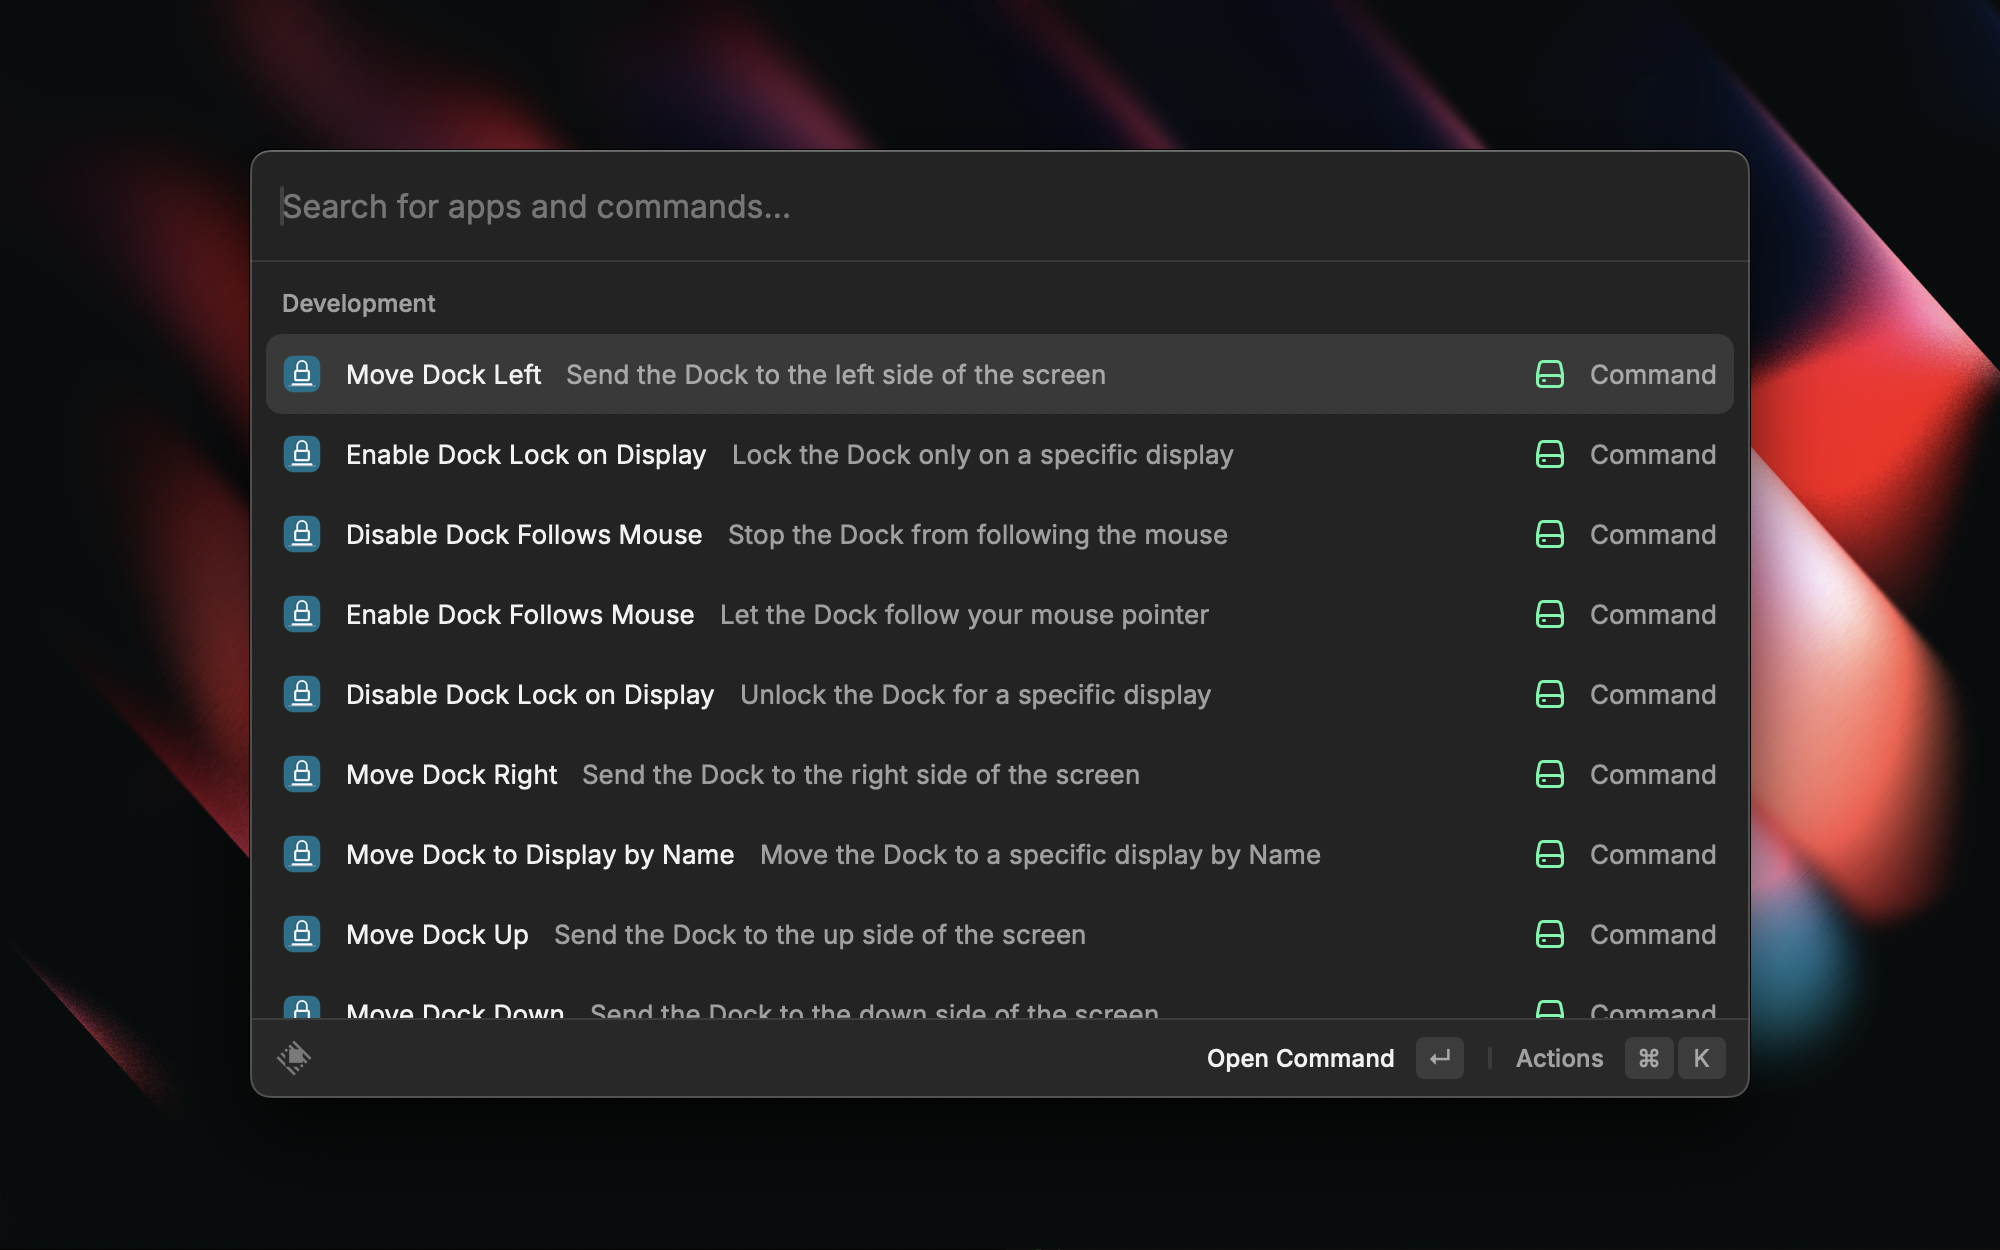 Search for apps and commands...
Development
Move Dock Left Send the Dock to the left side of the screen Command
Enable Dock Lock on Display Lock the Dock only on a specific display Command
Disable Dock Follows Mouse Stop the Dock from following the mouse Command
Enable Dock Follows Mouse Let the Dock follow your mouse pointer Command
Disable Dock Lock on Display Unlock the Dock for a specific display Command
Move Dock Right Send the Dock to the right side of the screen Command
Move Dock to Display by Name Move the Dock to a specific display by Name Command
Move Dock Up Send the Dock to the up side of the screen Command
Move Dock Down Send the Dock to the down side of the screen Command
Open Command ↵ Actions ⌘ K